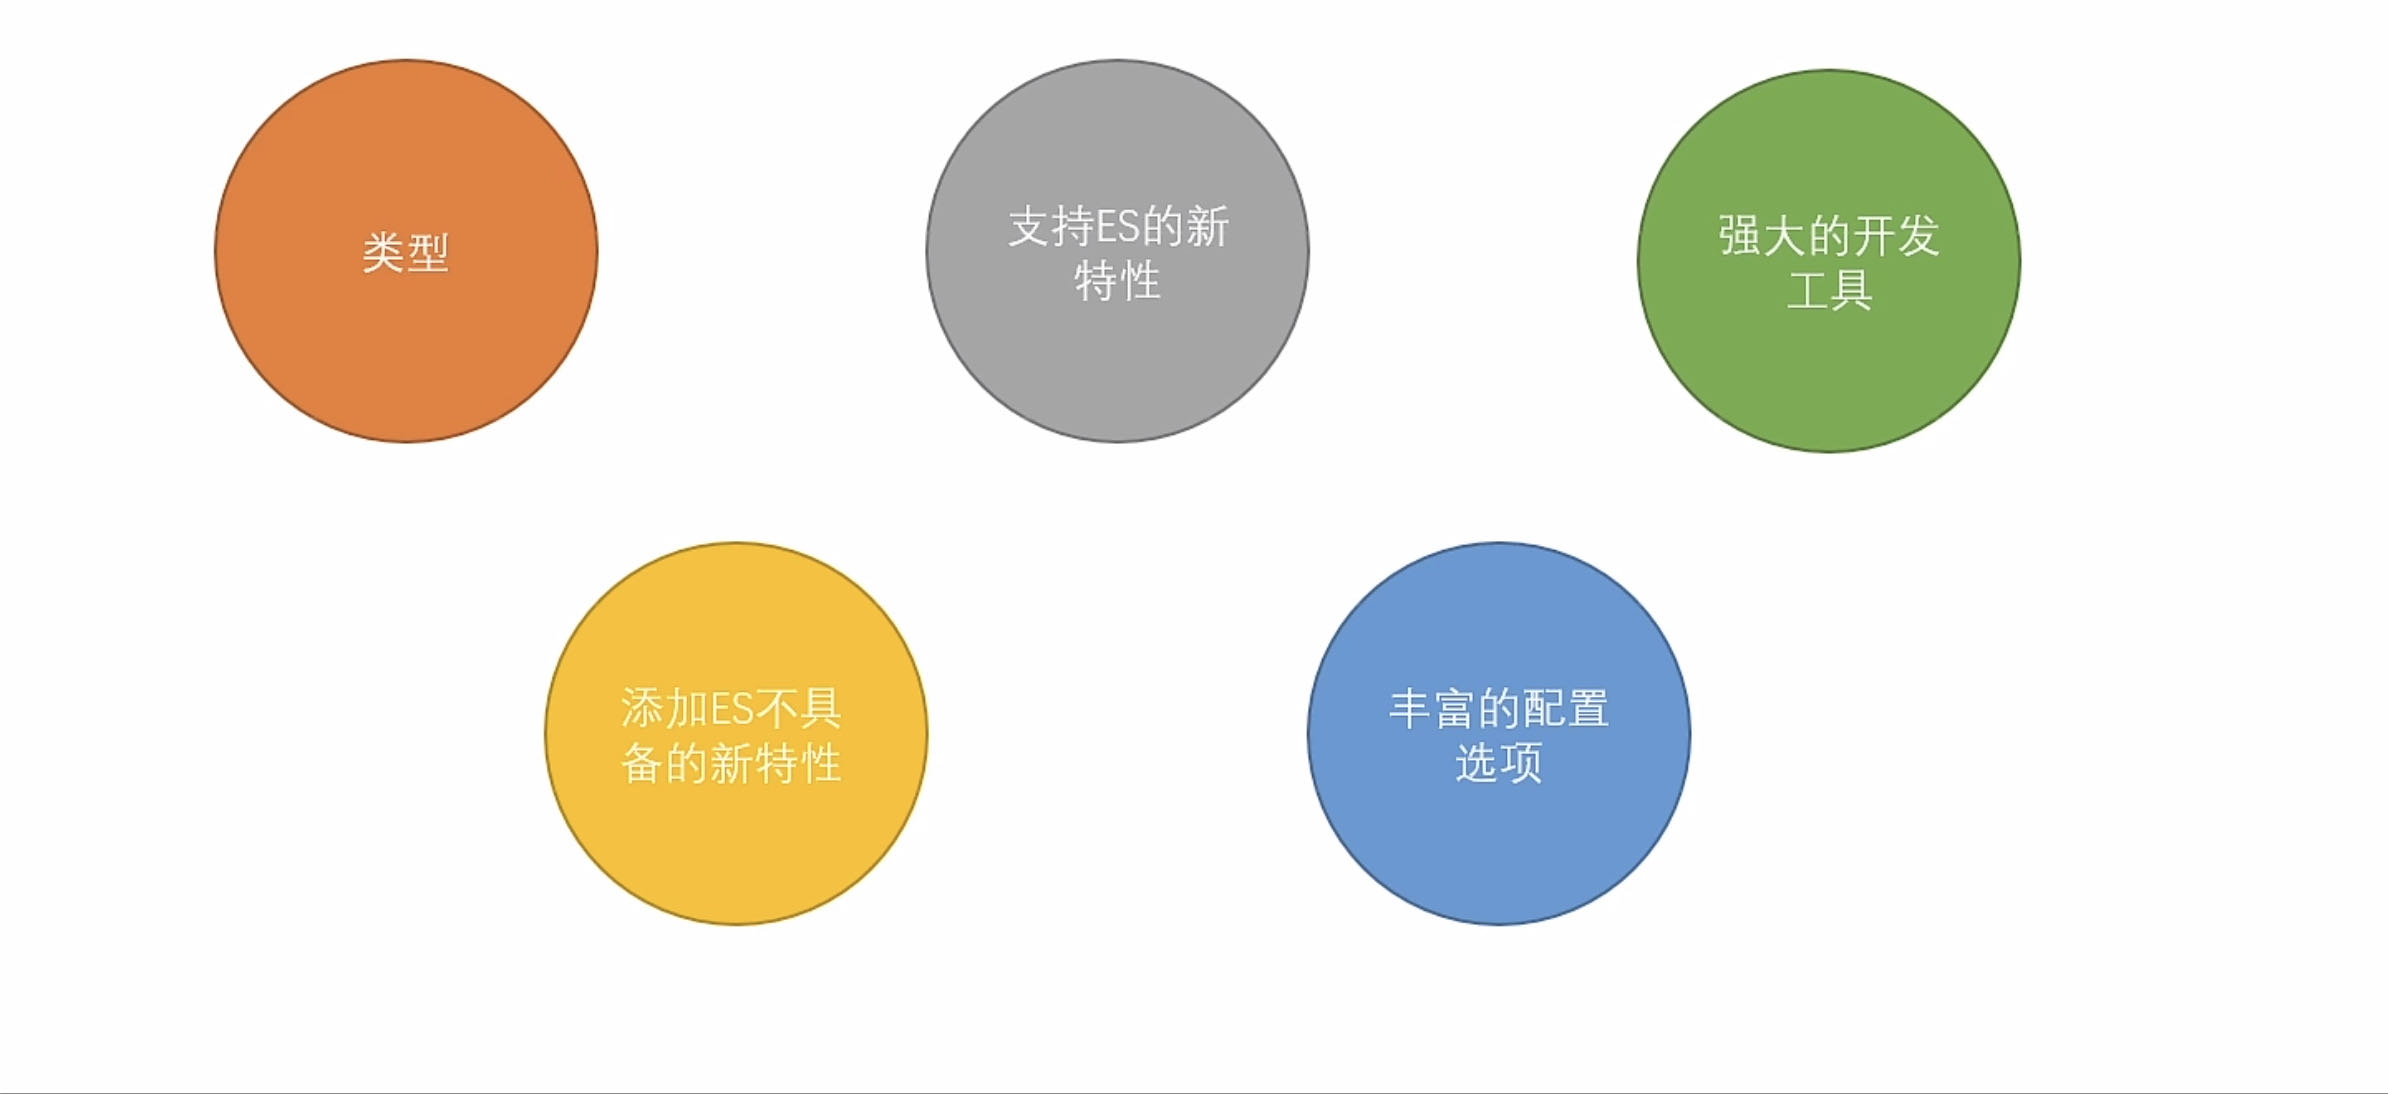 类型
支持ES的新
特性
强大的开发
工具
添加ES不具
备的新特性
丰富的配置
选项